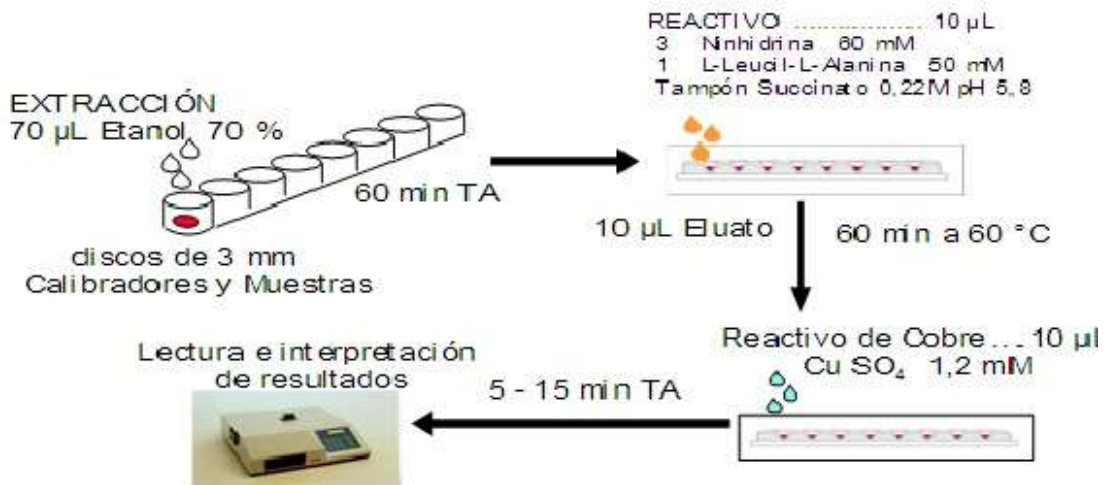 EXTRACCIÓN
70 µL Etanol 70 %
60 min TA
discos de 3 mm
Calibradores y Muestras
REACTIVO ................... 10 µL
3 Ninhidrina 60 mM
1 L-Leucil-L-Alanina 50 mM
Tampón Succinato 0,22M pH 5,8
10 µL Eluato
60 min a 60 °C
Reactivo de Cobre .... 10 µL
Cu SO₄ 1,2 mM
5 - 15 min TA
Lectura e interpretación
de resultados